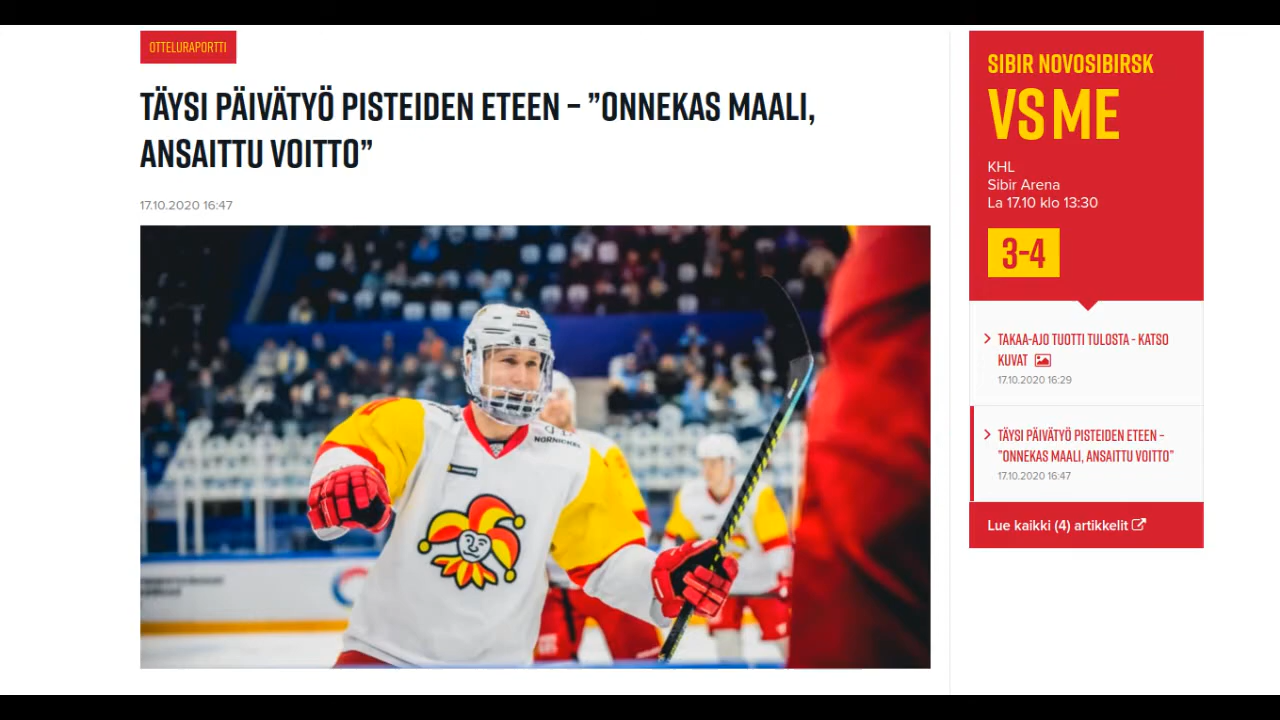 OTTELURAPORTTI
TÄYSI PÄIVÄTYÖ PISTEIDEN ETEEN – ”ONNEKAS MAALI,
ANSAITTU VOITTO”
17.10.2020 16:47
NORNICKEL
SIBIR NOVOSIBIRSK
VS ME
KHL
Sibir Arena
La 17.10 klo 13:30
3-4
TAKAA-AJO TUOTTI TULOSTA - KATSO
KUVAT
17.10.2020 16:29
TÄYSI PÄIVÄTYÖ PISTEIDEN ETEEN –
”ONNEKAS MAALI, ANSAITTU VOITTO”
17.10.2020 16:47
Lue kaikki (4) artikkelit